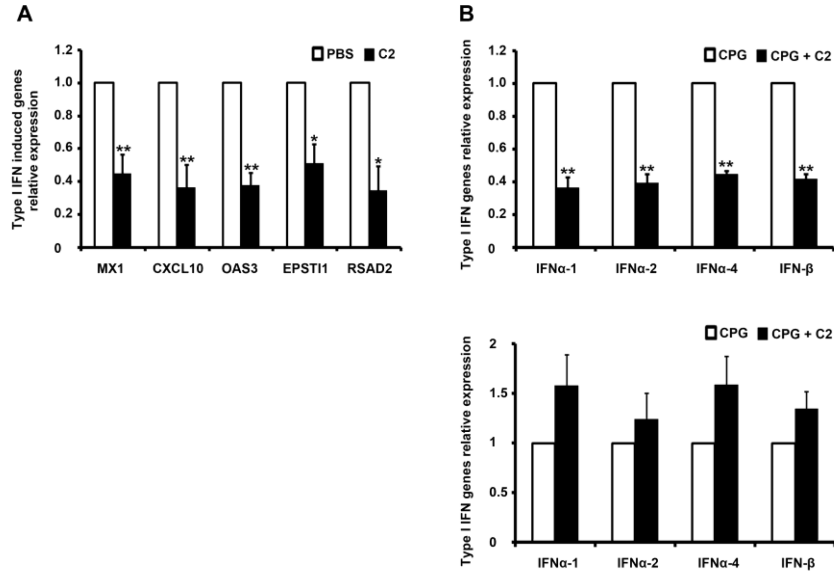 A
Type I IFN induced genes
relative expression
1.2
1.0
0.8
0.6
0.4
0.2
0
PBS C2
** ** ** * *
MX1 CXCL10 OAS3 EPSTI1 RSAD2
B
Type I IFN genes relative expression
1.2
1.0
0.8
0.6
0.4
0.2
0
CPG CPG + C2
** ** ** **
IFNα-1 IFNα-2 IFNα-4 IFN-β
Type I IFN genes relative expression
2
1.5
1
0.5
0
CPG CPG + C2
IFNα-1 IFNα-2 IFNα-4 IFN-β